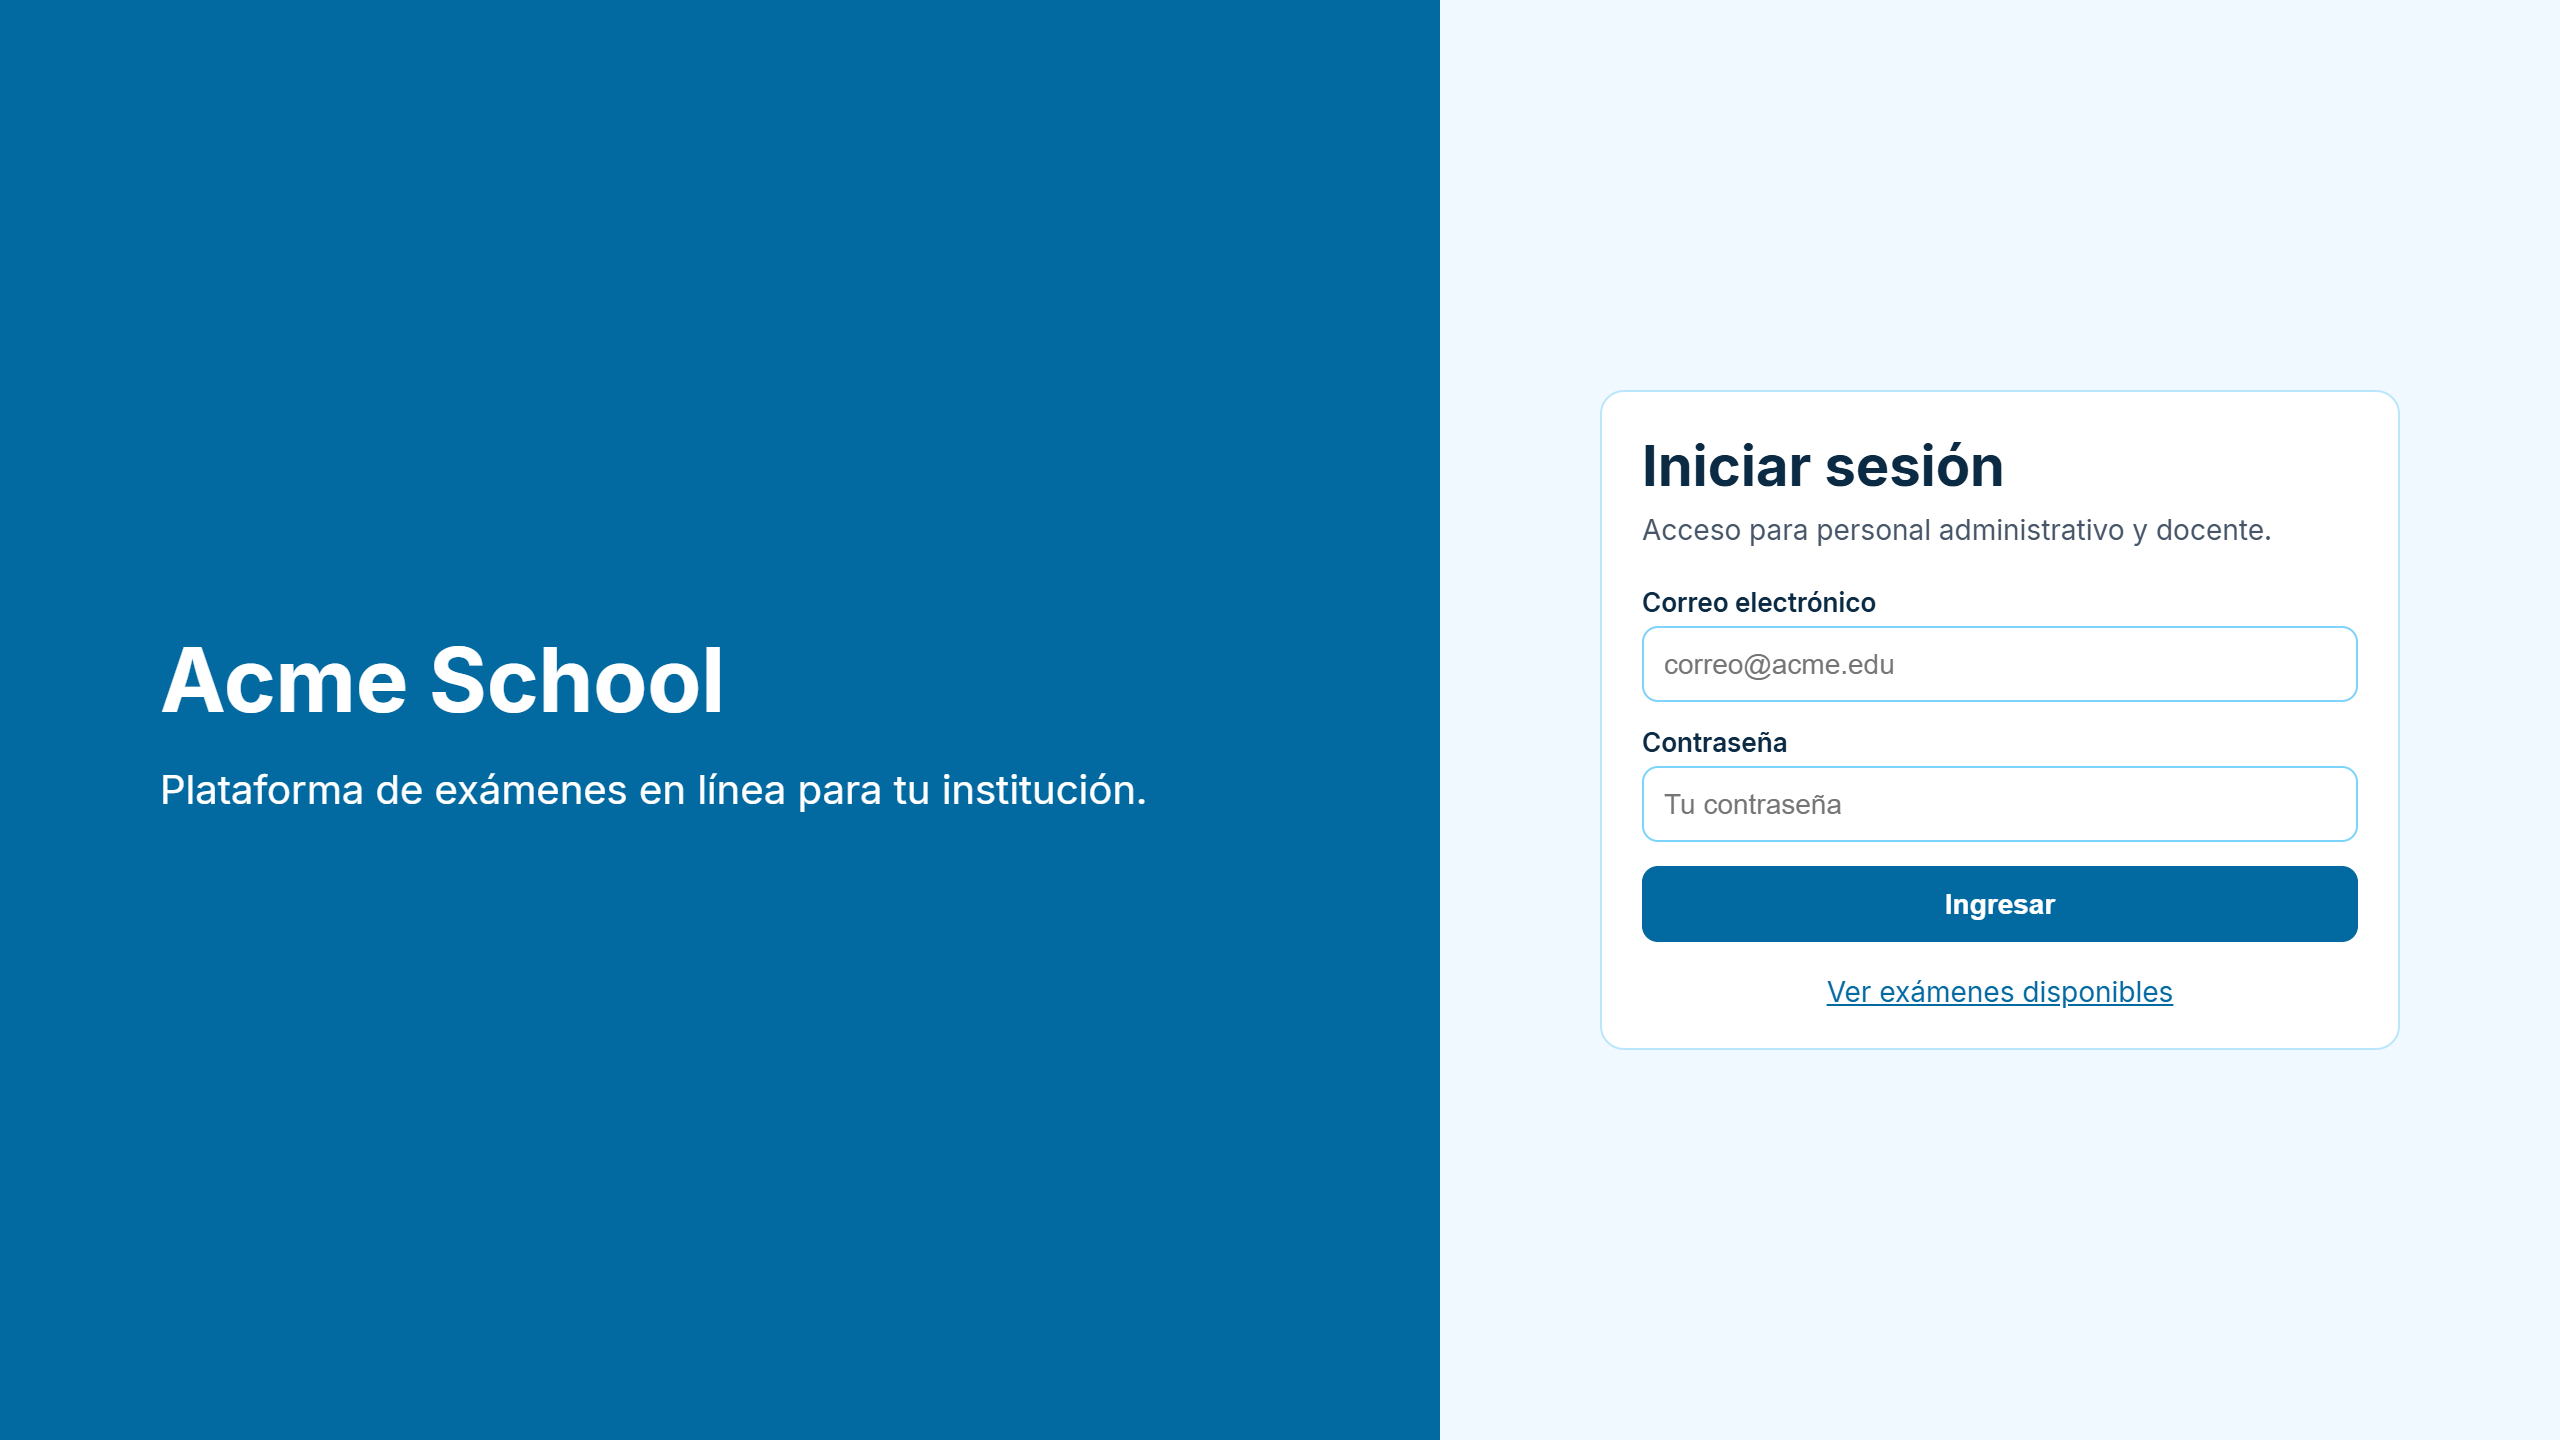 Acme School
Plataforma de exámenes en línea para tu institución.
Iniciar sesión
Acceso para personal administrativo y docente.
Correo electrónico
correo@acme.edu
Contraseña
Tu contraseña
Ingresar
Ver exámenes disponibles